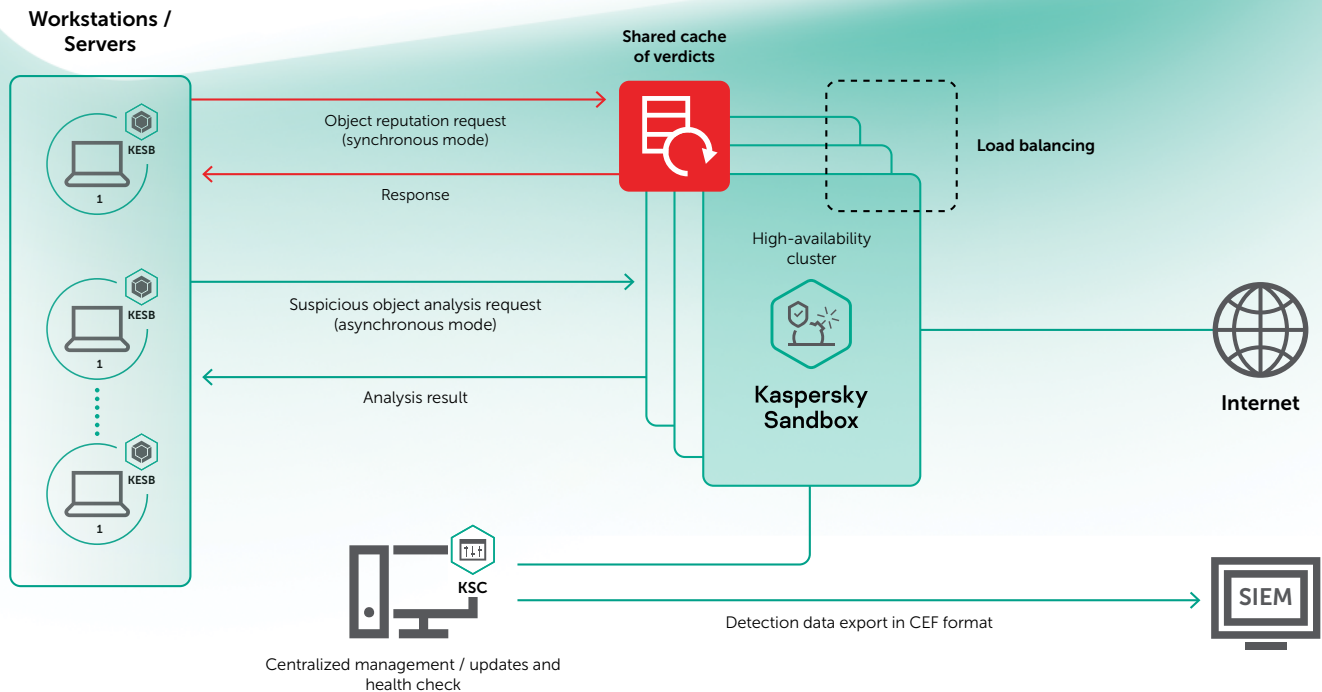 Workstations /
Servers
KESB
1
KESB
1
KESB
1
Object reputation request
(synchronous mode)
Response
Suspicious object analysis request
(asynchronous mode)
Analysis result
Shared cache
of verdicts
Load balancing
High-availability
cluster
Kaspersky
Sandbox
Internet
KSC
Centralized management / updates and
health check
Detection data export in CEF format
SIEM